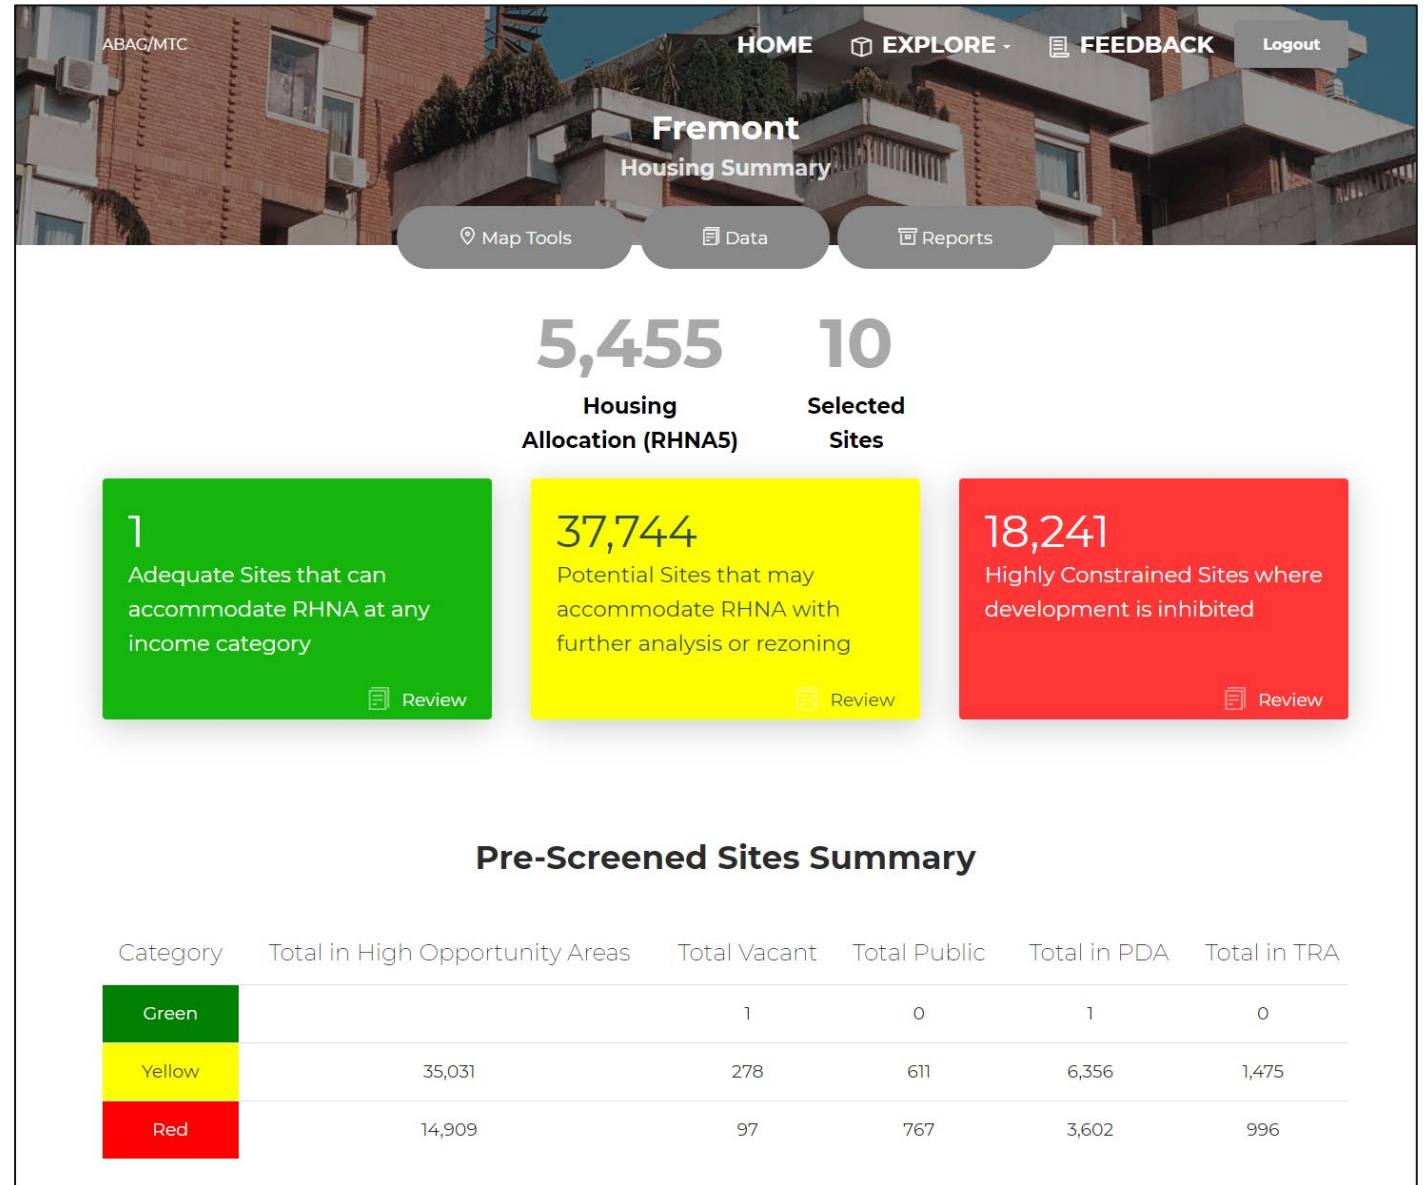 ABAG/MTC
HOME EXPLORE FEEDBACK Logout
Fremont
Housing Summary
Map Tools Data Reports
5,455 10
Housing Selected
Allocation (RHNA5) Sites
1
Adequate Sites that can
accommodate RHNA at any
income category
Review
37,744
Potential Sites that may
accommodate RHNA with
further analysis or rezoning
Review
18,241
Highly Constrained Sites where
development is inhibited
Review
Pre-Screened Sites Summary
Category Total in High Opportunity Areas Total Vacant Total Public Total in PDA Total in TRA
Green 1 0 1 0
Yellow 35,031 278 611 6,356 1,475
Red 14,909 97 767 3,602 996